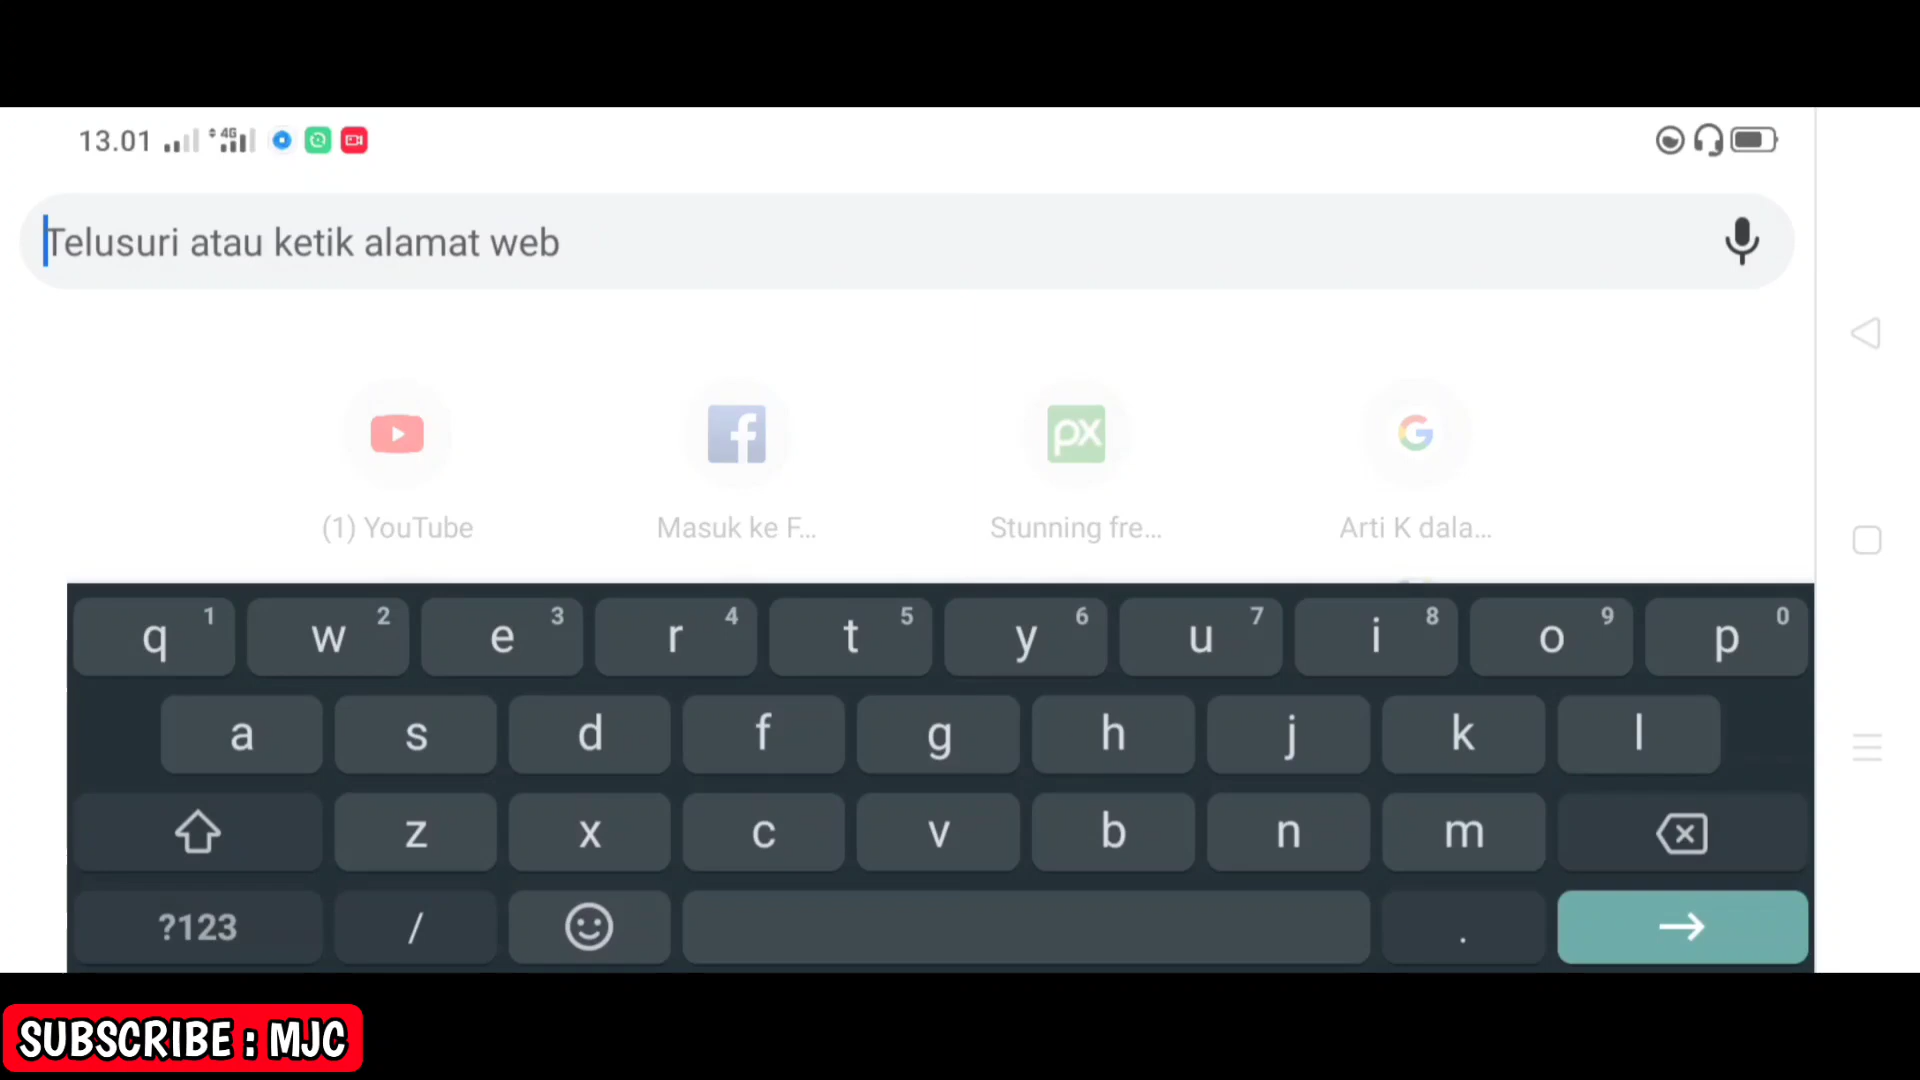 13.01 4G
Telusuri atau ketik alamat web
px
(1) YouTube Masuk ke F... Stunning fre... Arti K dala...
q 1 w 2 e 3 r 4 t 5 y 6 u 7 i 8 o 9 p 0
a s d f g h j k l
z x c v b n m
?123 / .
SUBSCRIBE : MJC